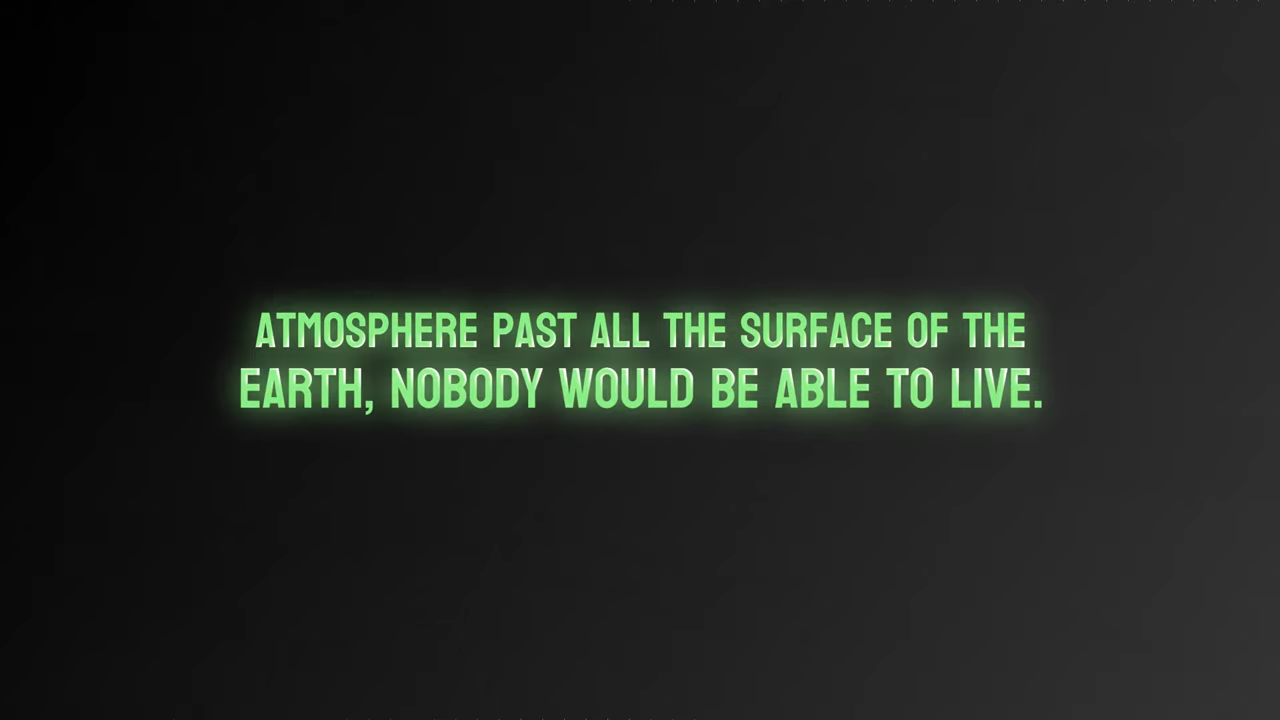 ATMOSPHERE PAST ALL THE SURFACE OF THE
EARTH, NOBODY WOULD BE ABLE TO LIVE.